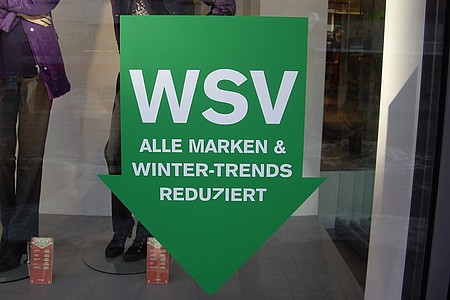 WSV
ALLE MARKEN &
WINTER-TRENDS
REDUZIERT